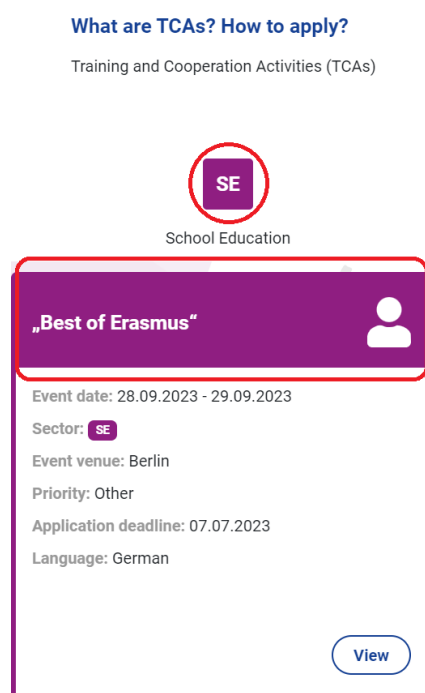 What are TCAs? How to apply?
Training and Cooperation Activities (TCAs)
SE
School Education
„Best of Erasmus“
Event date: 28.09.2023 - 29.09.2023
Sector: SE
Event venue: Berlin
Priority: Other
Application deadline: 07.07.2023
Language: German
View